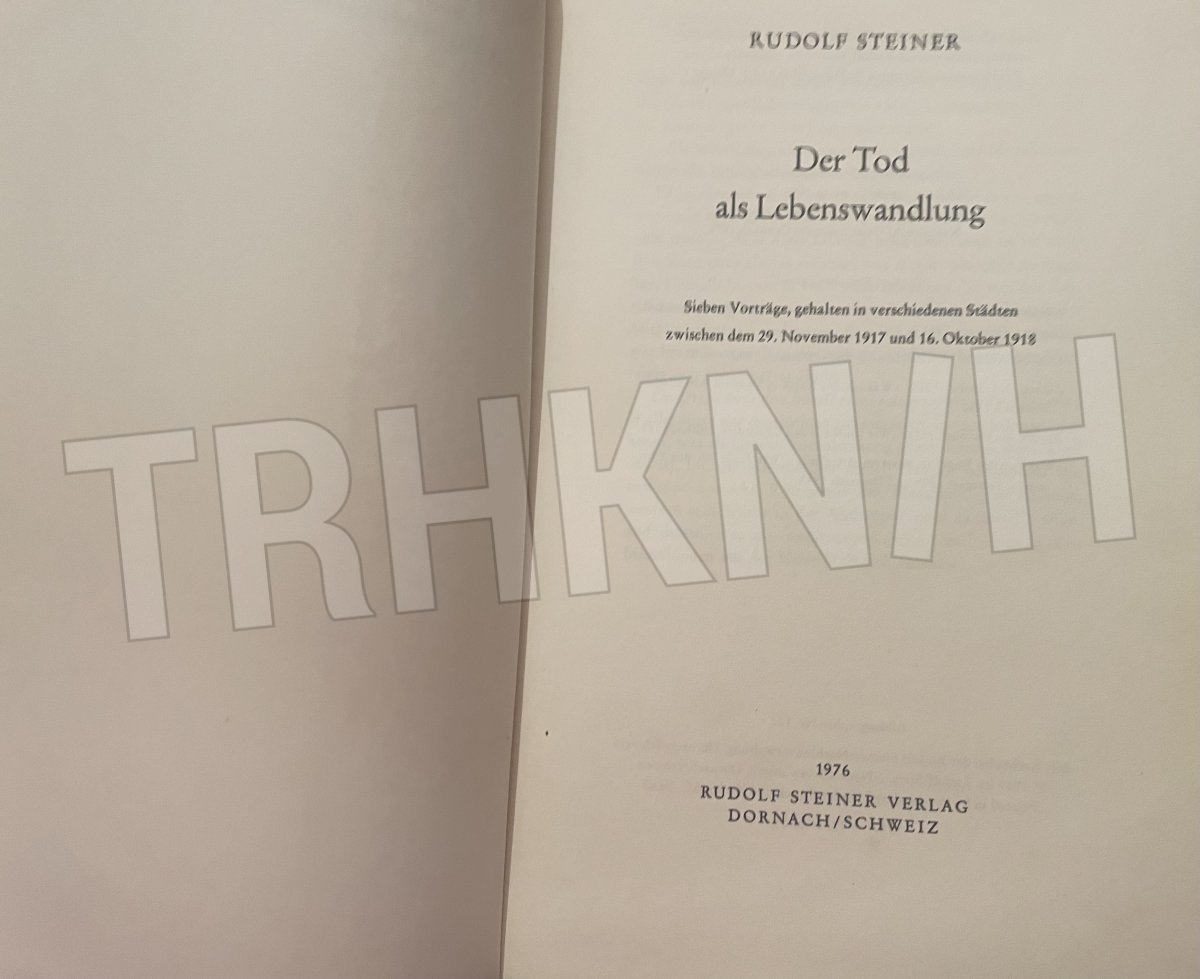 RUDOLF STEINER
Der Tod
als Lebenswandlung
Sieben Vorträge, gehalten in verschiedenen Städten
zwischen dem 29. November 1917 und 16. Oktober 1918
TRHKN/H
1976
RUDOLF STEINER VERLAG
DORNACH/SCHWEIZ